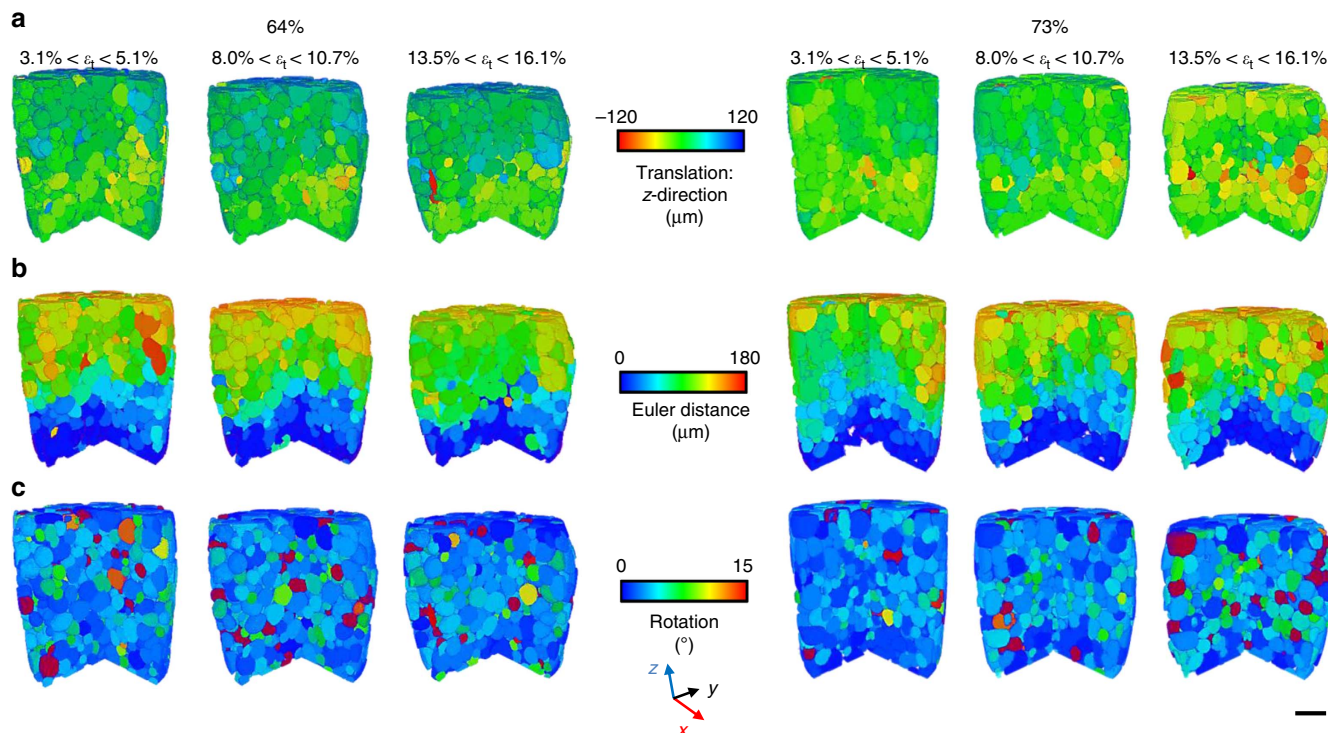 a
64%
73%
3.1% < εt < 5.1%
8.0% < εt < 10.7%
13.5% < εt < 16.1%
3.1% < εt < 5.1%
8.0% < εt < 10.7%
13.5% < εt < 16.1%
−120 120
Translation:
z-direction
(μm)
b
0 180
Euler distance
(μm)
c
0 15
Rotation
(°)
z
y
x